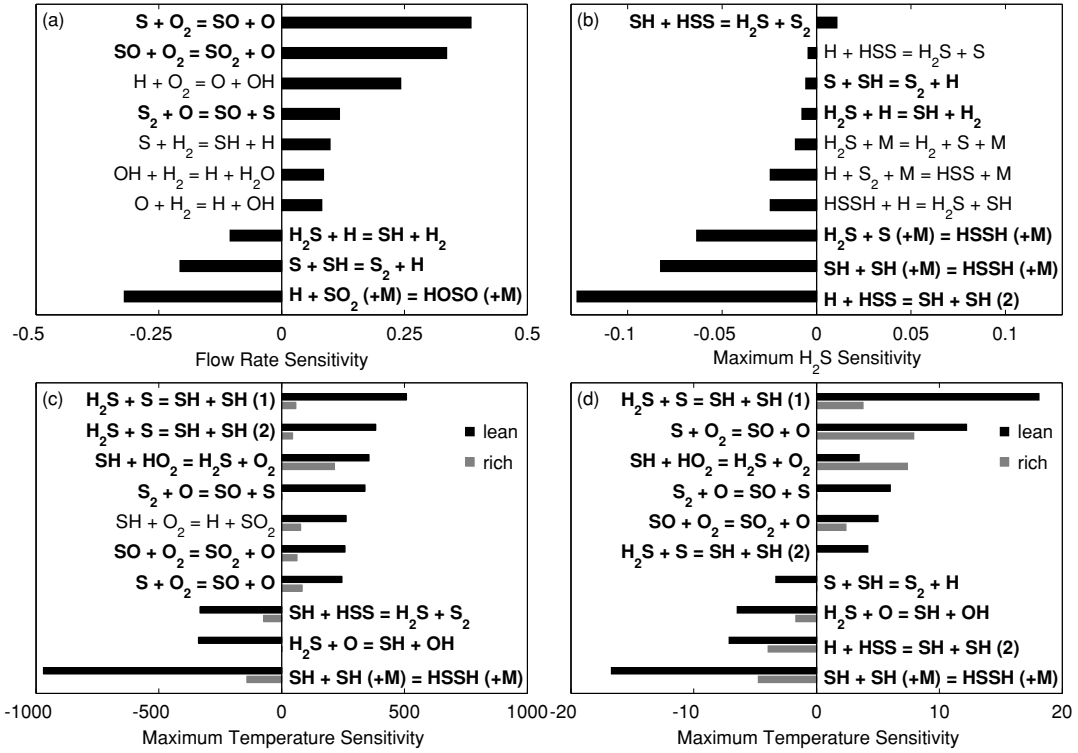 (a)
S + O₂ = SO + O
SO + O₂ = SO₂ + O
H + O₂ = O + OH
S₂ + O = SO + S
S + H₂ = SH + H
OH + H₂ = H + H₂O
O + H₂ = H + OH
H₂S + H = SH + H₂
S + SH = S₂ + H
H + SO₂ (+M) = HOSO (+M)
-0.5 -0.25 0 0.25 0.5
Flow Rate Sensitivity
(b)
SH + HSS = H₂S + S₂
H + HSS = H₂S + S
S + SH = S₂ + H
H₂S + H = SH + H₂
H₂S + M = H₂ + S + M
H + S₂ + M = HSS + M
HSSH + H = H₂S + SH
H₂S + S (+M) = HSSH (+M)
SH + SH (+M) = HSSH (+M)
H + HSS = SH + SH (2)
-0.1 -0.05 0 0.05 0.1
Maximum H₂S Sensitivity
(c)
H₂S + S = SH + SH (1)
H₂S + S = SH + SH (2)
SH + HO₂ = H₂S + O₂
S₂ + O = SO + S
SH + O₂ = H + SO₂
SO + O₂ = SO₂ + O
S + O₂ = SO + O
SH + HSS = H₂S + S₂
H₂S + O = SH + OH
SH + SH (+M) = HSSH (+M)
lean
rich
-1000 -500 0 500 1000
Maximum Temperature Sensitivity
(d)
H₂S + S = SH + SH (1)
S + O₂ = SO + O
SH + HO₂ = H₂S + O₂
S₂ + O = SO + S
SO + O₂ = SO₂ + O
H₂S + S = SH + SH (2)
S + SH = S₂ + H
H₂S + O = SH + OH
H + HSS = SH + SH (2)
SH + SH (+M) = HSSH (+M)
lean
rich
-20 -10 0 10 20
Maximum Temperature Sensitivity